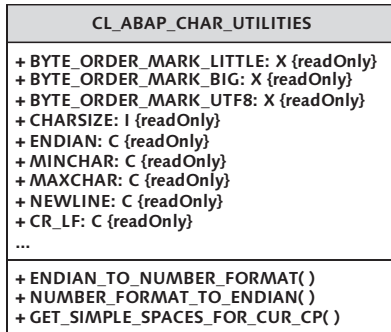 CL_ABAP_CHAR_UTILITIES
+ BYTE_ORDER_MARK_LITTLE: X {readOnly}
+ BYTE_ORDER_MARK_BIG: X {readOnly}
+ BYTE_ORDER_MARK_UTF8: X {readOnly}
+ CHARSIZE: I {readOnly}
+ ENDIAN: C {readOnly}
+ MINCHAR: C {readOnly}
+ MAXCHAR: C {readOnly}
+ NEWLINE: C {readOnly}
+ CR_LF: C {readOnly}
...
+ ENDIAN_TO_NUMBER_FORMAT( )
+ NUMBER_FORMAT_TO_ENDIAN( )
+ GET_SIMPLE_SPACES_FOR_CUR_CP( )